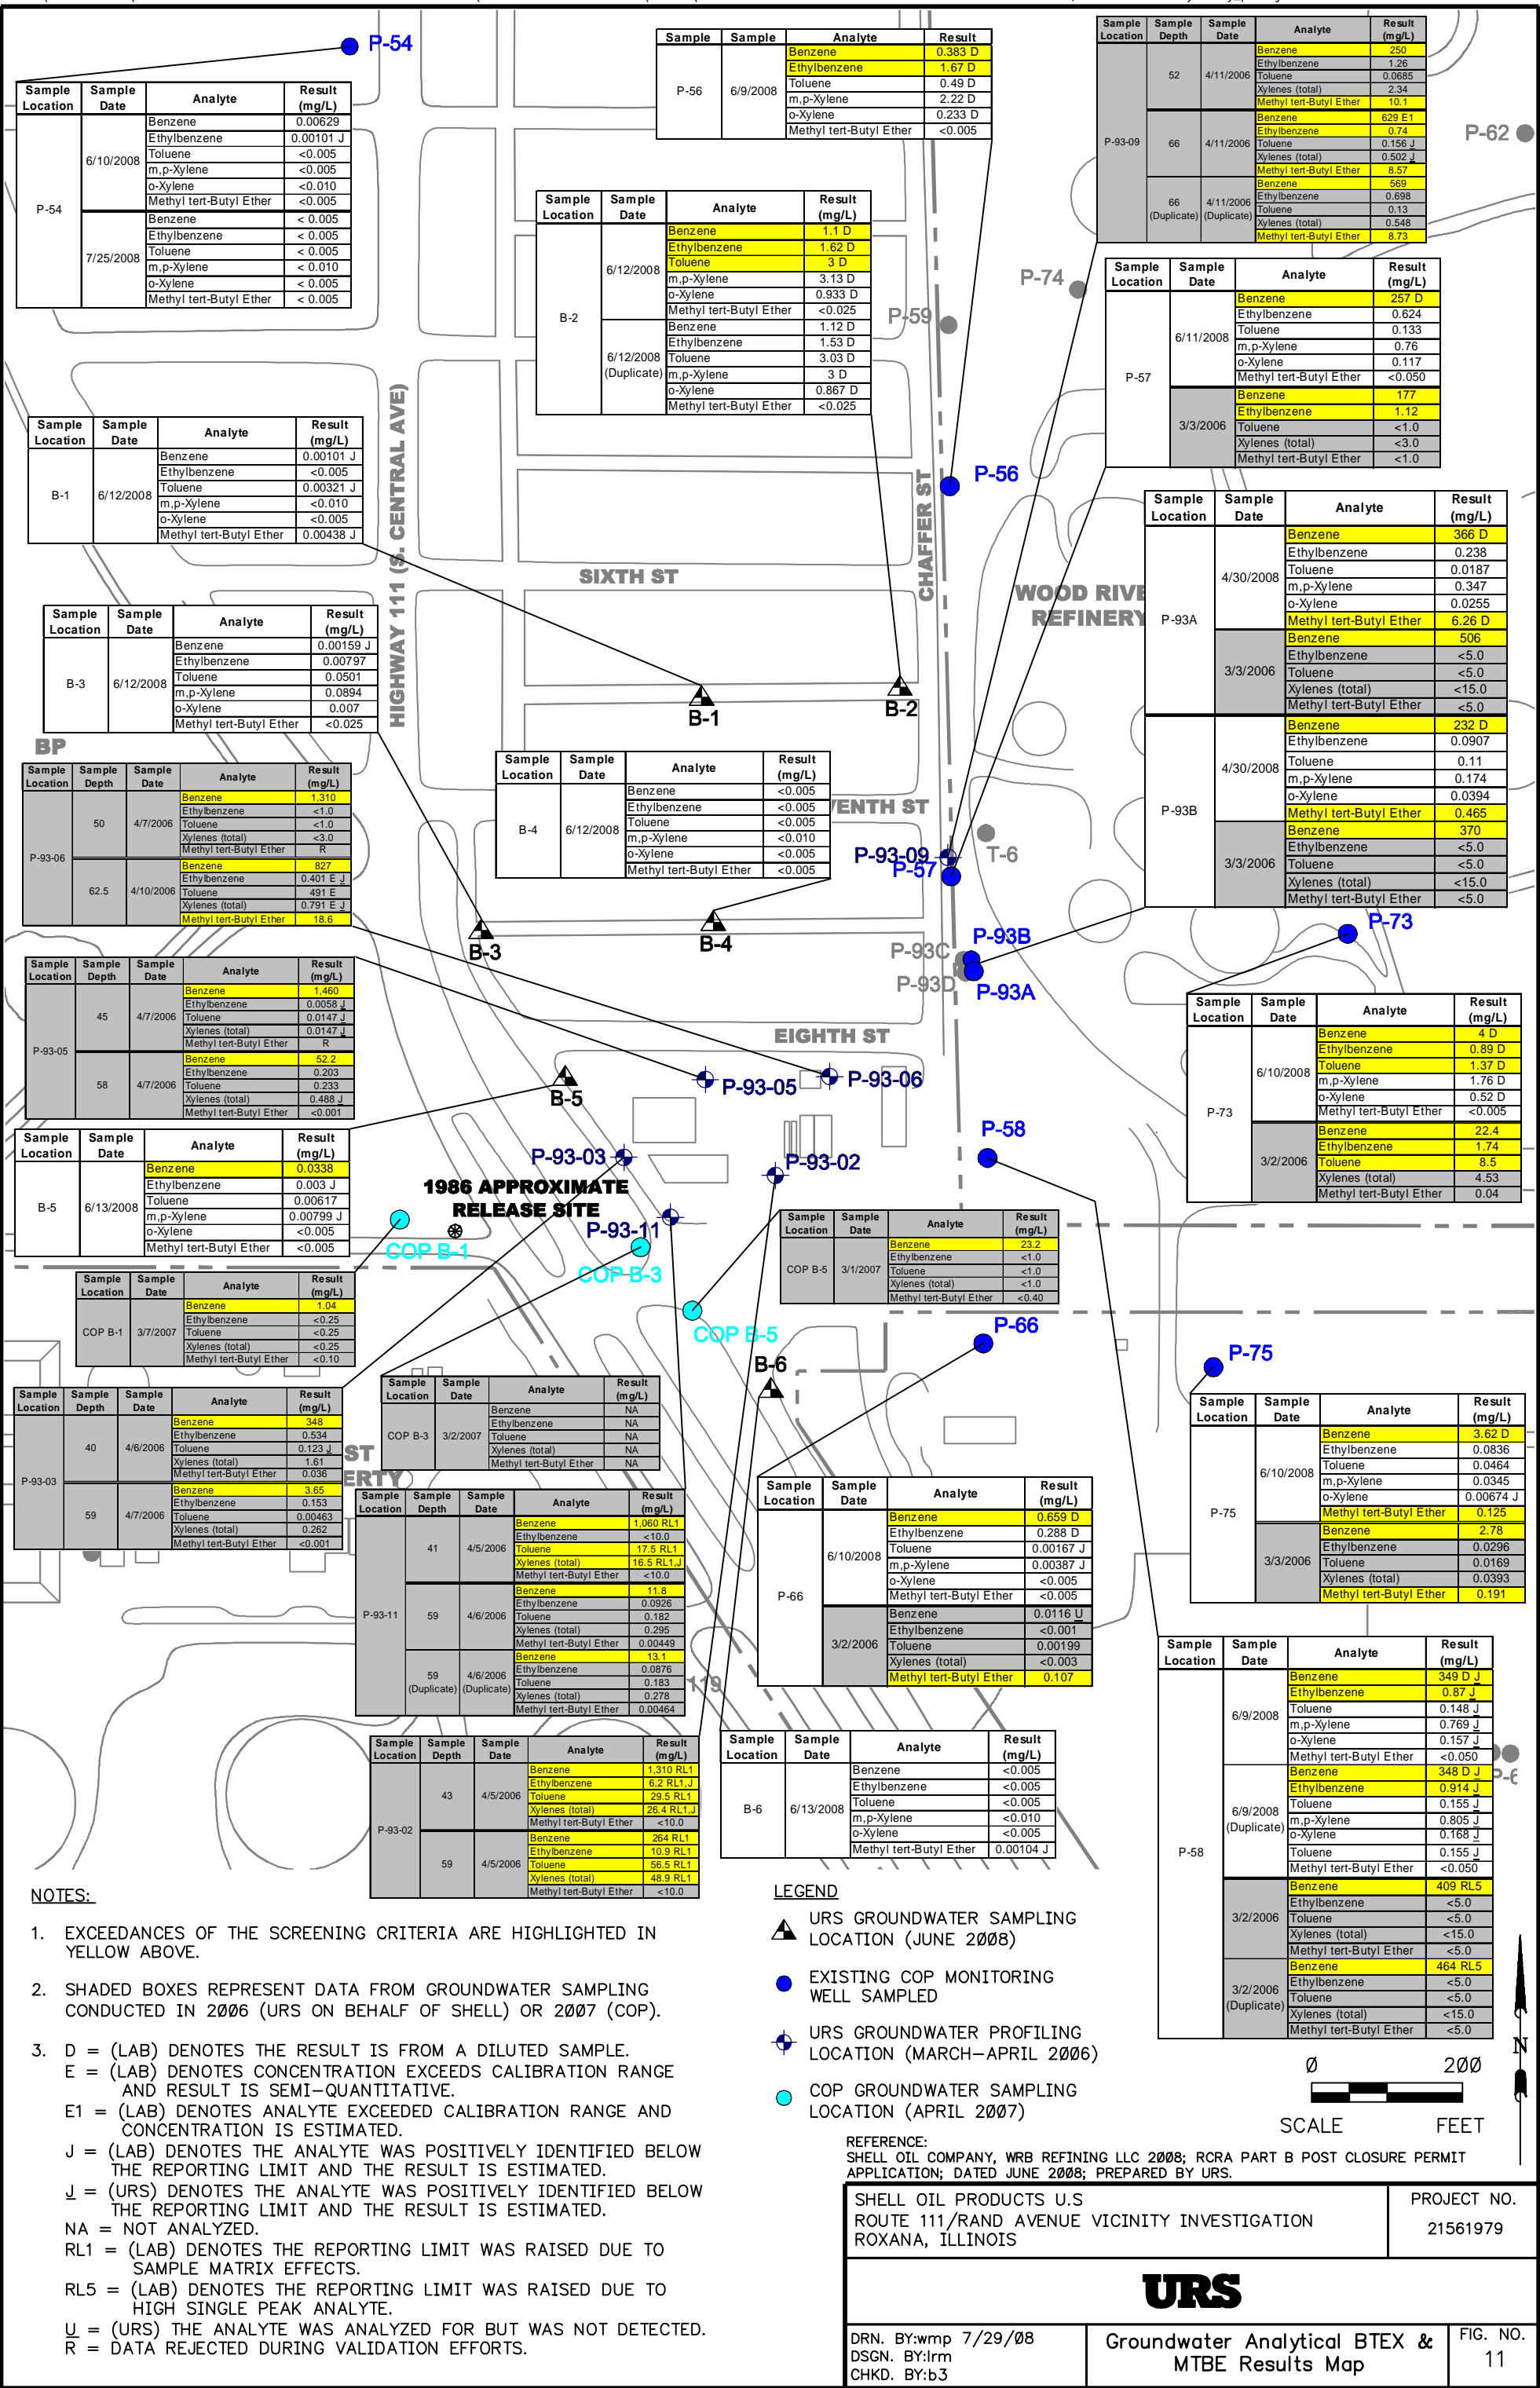 P-54
Sample Location Sample Date Analyte Result (mg/L)
P-54 6/10/2008 Benzene 0.00629
Ethylbenzene 0.00101 J
Toluene <0.005
m,p-Xylene <0.005
o-Xylene <0.010
Methyl tert-Butyl Ether <0.005
7/25/2008 Benzene < 0.005
Ethylbenzene < 0.005
Toluene < 0.005
m,p-Xylene < 0.010
o-Xylene < 0.005
Methyl tert-Butyl Ether < 0.005
Sample Sample Analyte Result
P-56 6/9/2008 Benzene 0.383 D
Ethylbenzene 1.67 D
Toluene 0.49 D
m,p-Xylene 2.22 D
o-Xylene 0.233 D
Methyl tert-Butyl Ether <0.005
Sample Location Sample Depth Sample Date Analyte Result (mg/L)
P-93-09 52 4/11/2006 Benzene 250
Ethylbenzene 1.26
Toluene 0.0685
Xylenes (total) 2.34
Methyl tert-Butyl Ether 10.1
66 4/11/2006 Benzene 629 E1
Ethylbenzene 0.74
Toluene 0.156 J
Xylenes (total) 0.502 J
Methyl tert-Butyl Ether 8.57
66 (Duplicate) 4/11/2006 (Duplicate) Benzene 569
Ethylbenzene 0.698
Toluene 0.13
Xylenes (total) 0.548
Methyl tert-Butyl Ether 8.73
P-62
Sample Location Sample Date Analyte Result (mg/L)
B-2 6/12/2008 Benzene 1.1 D
Ethylbenzene 1.62 D
Toluene 3 D
m,p-Xylene 3.13 D
o-Xylene 0.933 D
Methyl tert-Butyl Ether <0.025
6/12/2008 (Duplicate) Benzene 1.12 D
Ethylbenzene 1.53 D
Toluene 3.03 D
m,p-Xylene 3 D
o-Xylene 0.867 D
Methyl tert-Butyl Ether <0.025
P-74
P-59
Sample Location Sample Date Analyte Result (mg/L)
P-57 6/11/2008 Benzene 257 D
Ethylbenzene 0.624
Toluene 0.133
m,p-Xylene 0.76
o-Xylene 0.117
Methyl tert-Butyl Ether <0.050
3/3/2006 Benzene 177
Ethylbenzene 1.12
Toluene <1.0
Xylenes (total) <3.0
Methyl tert-Butyl Ether <1.0
Sample Location Sample Date Analyte Result (mg/L)
B-1 6/12/2008 Benzene 0.00101 J
Ethylbenzene <0.005
Toluene 0.00321 J
m,p-Xylene <0.010
o-Xylene <0.005
Methyl tert-Butyl Ether 0.00438 J
HIGHWAY 111 (S. CENTRAL AVE)
CHAFFER ST
P-56
SIXTH ST
WOOD RIVE
REFINERY
Sample Location Sample Date Analyte Result (mg/L)
P-93A 4/30/2008 Benzene 366 D
Ethylbenzene 0.238
Toluene 0.0187
m,p-Xylene 0.347
o-Xylene 0.0255
Methyl tert-Butyl Ether 6.26 D
3/3/2006 Benzene 506
Ethylbenzene <5.0
Toluene <5.0
Xylenes (total) <15.0
Methyl tert-Butyl Ether <5.0
P-93B 4/30/2008 Benzene 232 D
Ethylbenzene 0.0907
Toluene 0.11
m,p-Xylene 0.174
o-Xylene 0.0394
Methyl tert-Butyl Ether 0.465
3/3/2006 Benzene 370
Ethylbenzene <5.0
Toluene <5.0
Xylenes (total) <15.0
Methyl tert-Butyl Ether <5.0
Sample Location Sample Date Analyte Result (mg/L)
B-3 6/12/2008 Benzene 0.00159 J
Ethylbenzene 0.00797
Toluene 0.0501
m,p-Xylene 0.0894
o-Xylene 0.007
Methyl tert-Butyl Ether <0.025
B-1
B-2
BP
Sample Location Sample Depth Sample Date Analyte Result (mg/L)
P-93-06 50 4/7/2006 Benzene 1,310
Ethylbenzene <1.0
Toluene <1.0
Xylenes (total) <3.0
Methyl tert-Butyl Ether R
62.5 4/10/2006 Benzene 827
Ethylbenzene 0.401 E J
Toluene 491 E
Xylenes (total) 0.791 E J
Methyl tert-Butyl Ether 18.6
Sample Location Sample Date Analyte Result (mg/L)
B-4 6/12/2008 Benzene <0.005
Ethylbenzene <0.005
Toluene <0.005
m,p-Xylene <0.010
o-Xylene <0.005
Methyl tert-Butyl Ether <0.005
VENTH ST
P-93-09
P-57
T-6
B-3
B-4
P-93C
P-93B
P-93D
P-93A
P-73
Sample Location Sample Depth Sample Date Analyte Result (mg/L)
P-93-05 45 4/7/2006 Benzene 1,460
Ethylbenzene 0.0058 J
Toluene 0.0147 J
Xylenes (total) 0.0147 J
Methyl tert-Butyl Ether R
58 4/7/2006 Benzene 52.2
Ethylbenzene 0.203
Toluene 0.233
Xylenes (total) 0.488 J
Methyl tert-Butyl Ether <0.001
EIGHTH ST
Sample Location Sample Date Analyte Result (mg/L)
P-73 6/10/2008 Benzene 4 D
Ethylbenzene 0.89 D
Toluene 1.37 D
m,p-Xylene 1.76 D
o-Xylene 0.52 D
Methyl tert-Butyl Ether <0.005
3/2/2006 Benzene 22.4
Ethylbenzene 1.74
Toluene 8.5
Xylenes (total) 4.53
Methyl tert-Butyl Ether 0.04
B-5
P-93-05
P-93-06
P-58
Sample Location Sample Date Analyte Result (mg/L)
B-5 6/13/2008 Benzene 0.0338
Ethylbenzene 0.003 J
Toluene 0.00617
m,p-Xylene 0.00799 J
o-Xylene <0.005
Methyl tert-Butyl Ether <0.005
P-93-03
P-93-02
1986 APPROXIMATE
RELEASE SITE
P-93-11
COP B-1
COP B-3
Sample Location Sample Date Analyte Result (mg/L)
COP B-5 3/1/2007 Benzene 23.2
Ethylbenzene <1.0
Toluene <1.0
Xylenes (total) <1.0
Methyl tert-Butyl Ether <0.40
Sample Location Sample Date Analyte Result (mg/L)
COP B-1 3/7/2007 Benzene 1.04
Ethylbenzene <0.25
Toluene <0.25
Xylenes (total) <0.25
Methyl tert-Butyl Ether <0.10
COP B-5
P-66
B-6
P-75
Sample Location Sample Depth Sample Date Analyte Result (mg/L)
P-93-03 40 4/6/2006 Benzene 348
Ethylbenzene 0.534
Toluene 0.123 J
Xylenes (total) 1.61
Methyl tert-Butyl Ether 0.036
59 4/7/2006 Benzene 3.65
Ethylbenzene 0.153
Toluene 0.00463
Xylenes (total) 0.262
Methyl tert-Butyl Ether <0.001
ST
ERTY
Sample Location Sample Date Analyte Result (mg/L)
COP B-3 3/2/2007 Benzene NA
Ethylbenzene NA
Toluene NA
Xylenes (total) NA
Methyl tert-Butyl Ether NA
Sample Location Sample Depth Sample Date Analyte Result (mg/L)
P-93-11 41 4/5/2006 Benzene 1,060 RL1
Ethylbenzene <10.0
Toluene 17.5 RL1
Xylenes (total) 16.5 RL1,J
Methyl tert-Butyl Ether <10.0
59 4/6/2006 Benzene 11.8
Ethylbenzene 0.0926
Toluene 0.182
Xylenes (total) 0.295
Methyl tert-Butyl Ether 0.00449
59 (Duplicate) 4/6/2006 (Duplicate) Benzene 13.1
Ethylbenzene 0.0876
Toluene 0.183
Xylenes (total) 0.278
Methyl tert-Butyl Ether 0.00464
119
Sample Location Sample Date Analyte Result (mg/L)
P-66 6/10/2008 Benzene 0.659 D
Ethylbenzene 0.288 D
Toluene 0.00167 J
m,p-Xylene 0.00387 J
o-Xylene <0.005
Methyl tert-Butyl Ether <0.005
3/2/2006 Benzene 0.0116 U
Ethylbenzene <0.001
Toluene 0.00199
Xylenes (total) <0.003
Methyl tert-Butyl Ether 0.107
Sample Location Sample Date Analyte Result (mg/L)
P-75 6/10/2008 Benzene 3.62 D
Ethylbenzene 0.0836
Toluene 0.0464
m,p-Xylene 0.0345
o-Xylene 0.00674 J
Methyl tert-Butyl Ether 0.125
3/3/2006 Benzene 2.78
Ethylbenzene 0.0296
Toluene 0.0169
Xylenes (total) 0.0393
Methyl tert-Butyl Ether 0.191
Sample Location Sample Depth Sample Date Analyte Result (mg/L)
P-93-02 43 4/5/2006 Benzene 1,310 RL1
Ethylbenzene 6.2 RL1,J
Toluene 29.5 RL1
Xylenes (total) 26.4 RL1,J
Methyl tert-Butyl Ether <10.0
59 4/5/2006 Benzene 264 RL1
Ethylbenzene 10.9 RL1
Toluene 56.5 RL1
Xylenes (total) 48.9 RL1
Methyl tert-Butyl Ether <10.0
Sample Location Sample Date Analyte Result (mg/L)
B-6 6/13/2008 Benzene <0.005
Ethylbenzene <0.005
Toluene <0.005
m,p-Xylene <0.010
o-Xylene <0.005
Methyl tert-Butyl Ether 0.00104 J
Sample Location Sample Date Analyte Result (mg/L)
P-58 6/9/2008 Benzene 349 D J
Ethylbenzene 0.87 J
Toluene 0.148 J
m,p-Xylene 0.769 J
o-Xylene 0.157 J
Methyl tert-Butyl Ether <0.050
6/9/2008 (Duplicate) Benzene 348 D J
Ethylbenzene 0.914 J
Toluene 0.155 J
m,p-Xylene 0.805 J
o-Xylene 0.168 J
Toluene 0.155 J
Methyl tert-Butyl Ether <0.050
3/2/2006 Benzene 409 RL5
Ethylbenzene <5.0
Toluene <5.0
Xylenes (total) <15.0
Methyl tert-Butyl Ether <5.0
3/2/2006 (Duplicate) Benzene 464 RL5
Ethylbenzene <5.0
Toluene <5.0
Xylenes (total) <15.0
Methyl tert-Butyl Ether <5.0
NOTES:
1. EXCEEDANCES OF THE SCREENING CRITERIA ARE HIGHLIGHTED IN
YELLOW ABOVE.
2. SHADED BOXES REPRESENT DATA FROM GROUNDWATER SAMPLING
CONDUCTED IN 2006 (URS ON BEHALF OF SHELL) OR 2007 (COP).
3. D = (LAB) DENOTES THE RESULT IS FROM A DILUTED SAMPLE.
E = (LAB) DENOTES CONCENTRATION EXCEEDS CALIBRATION RANGE
AND RESULT IS SEMI-QUANTITATIVE.
E1 = (LAB) DENOTES ANALYTE EXCEEDED CALIBRATION RANGE AND
CONCENTRATION IS ESTIMATED.
J = (LAB) DENOTES THE ANALYTE WAS POSITIVELY IDENTIFIED BELOW
THE REPORTING LIMIT AND THE RESULT IS ESTIMATED.
J = (URS) DENOTES THE ANALYTE WAS POSITIVELY IDENTIFIED BELOW
THE REPORTING LIMIT AND THE RESULT IS ESTIMATED.
NA = NOT ANALYZED.
RL1 = (LAB) DENOTES THE REPORTING LIMIT WAS RAISED DUE TO
SAMPLE MATRIX EFFECTS.
RL5 = (LAB) DENOTES THE REPORTING LIMIT WAS RAISED DUE TO
HIGH SINGLE PEAK ANALYTE.
U = (URS) THE ANALYTE WAS ANALYZED FOR BUT WAS NOT DETECTED.
R = DATA REJECTED DURING VALIDATION EFFORTS.
LEGEND
URS GROUNDWATER SAMPLING
LOCATION (JUNE 2008)
EXISTING COP MONITORING
WELL SAMPLED
URS GROUNDWATER PROFILING
LOCATION (MARCH-APRIL 2006)
COP GROUNDWATER SAMPLING
LOCATION (APRIL 2007)
N
0 200
SCALE FEET
REFERENCE:
SHELL OIL COMPANY, WRB REFINING LLC 2008; RCRA PART B POST CLOSURE PERMIT
APPLICATION; DATED JUNE 2008; PREPARED BY URS.
SHELL OIL PRODUCTS U.S
ROUTE 111/RAND AVENUE VICINITY INVESTIGATION
ROXANA, ILLINOIS
PROJECT NO.
21561979
URS
DRN. BY:wmp 7/29/08
DSGN. BY:lrm
CHKD. BY:b3
Groundwater Analytical BTEX &
MTBE Results Map
FIG. NO.
11